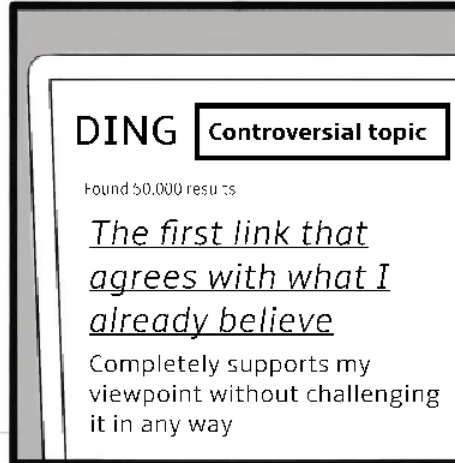 DING Controversial topic
Found 50,000 results
The first link that
agrees with what I
already believe
Completely supports my
viewpoint without challenging
it in any way